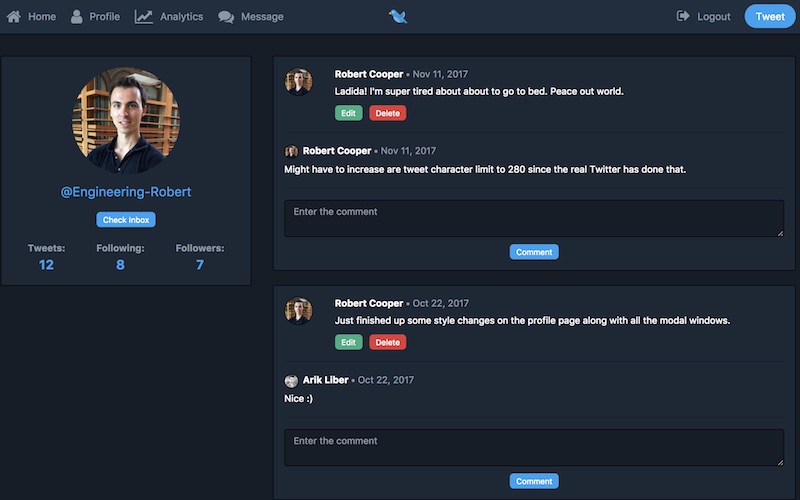 Home Profile Analytics Message Logout Tweet
@Engineering-Robert
Check Inbox
Tweets: Following: Followers:
12 8 7
Robert Cooper • Nov 11, 2017
Ladida! I'm super tired about about to go to bed. Peace out world.
Edit Delete
Robert Cooper • Nov 11, 2017
Might have to increase are tweet character limit to 280 since the real Twitter has done that.
Enter the comment
Comment
Robert Cooper • Oct 22, 2017
Just finished up some style changes on the profile page along with all the modal windows.
Edit Delete
Arik Liber • Oct 22, 2017
Nice :)
Enter the comment
Comment